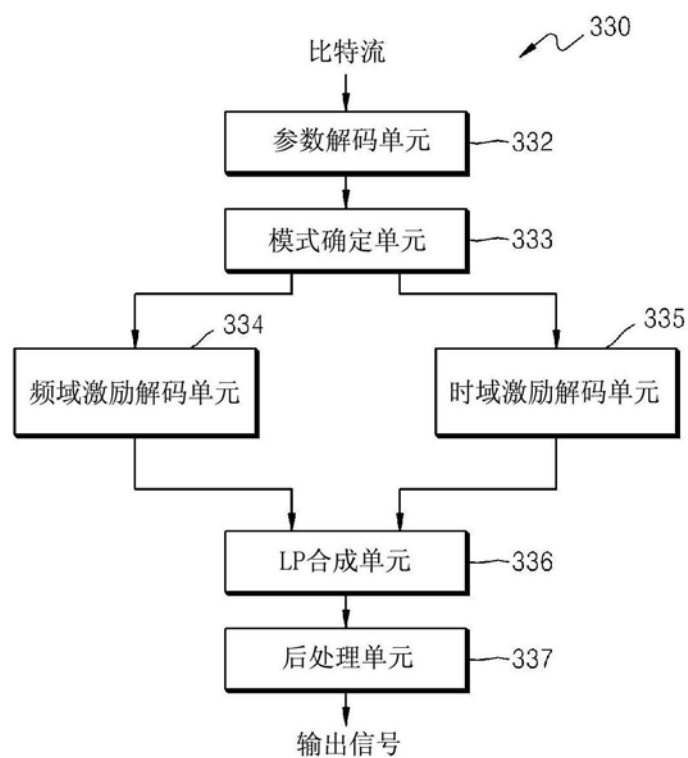 330
比特流
参数解码单元
332
模式确定单元
333
334
335
频域激励解码单元
时域激励解码单元
LP合成单元
336
后处理单元
337
输出信号